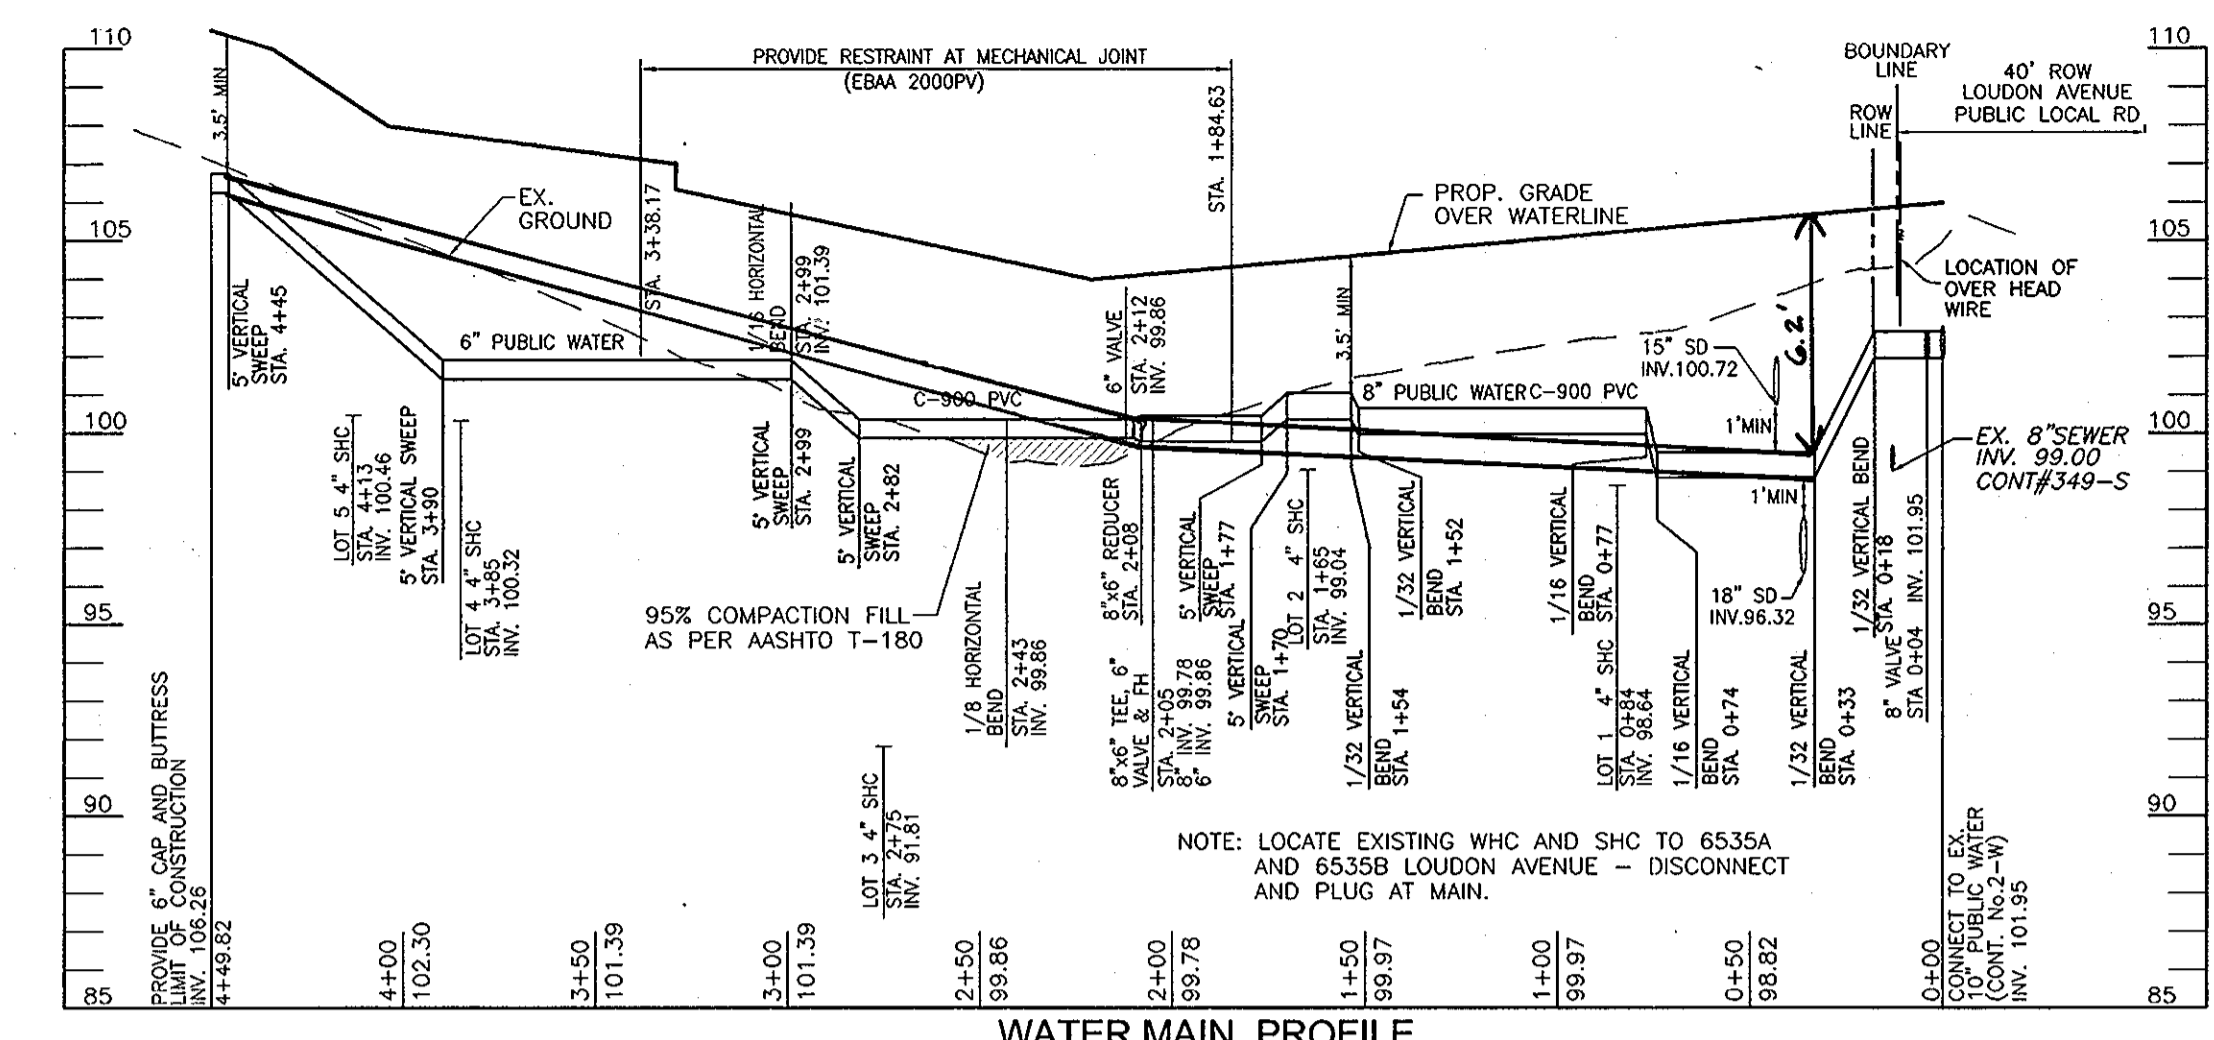 110
110
PROVIDE RESTRAINT AT MECHANICAL JOINT
(EBAA 2000PV)
BOUNDARY
LINE
40' ROW
LOUDON AVENUE
PUBLIC LOCAL RD
ROW
LINE
3.5' MIN
STA. 1+84.63
EX.
GROUND
STA. 3+38.17
1/16 HORIZONTAL
BEND
STA. 2+99
INV. 101.39
PROP. GRADE
OVER WATERLINE
105
105
LOCATION OF
OVER HEAD
WIRE
5° VERTICAL
SWEEP
STA. 4+45
6" PUBLIC WATER
6" VALVE
STA. 2+12
INV. 99.86
3.5' MIN
15" SD
INV.100.72
6.2'
C-900 PVC
8" PUBLIC WATER C-900 PVC
100
100
1'MIN
EX. 8"SEWER
INV. 99.00
CONT#349-S
LOT 5 4" SHC
STA. 4+13
INV. 100.46
5° VERTICAL SWEEP
STA. 3+90
LOT 4 4" SHC
STA. 3+85
INV. 100.32
5° VERTICAL
SWEEP
STA. 2+99
5° VERTICAL
SWEEP
STA. 2+82
95% COMPACTION FILL
AS PER AASHTO T-180
1/8 HORIZONTAL
BEND
STA. 2+43
INV. 99.86
8"x6" REDUCER
STA. 2+08
8"x6" TEE, 6"
VALVE & FH
STA. 2+05
8" INV. 99.78
6" INV. 99.86
5° VERTICAL
SWEEP
STA. 1+77
5° VERTICAL
SWEEP
STA. 1+70
LOT 2 4" SHC
STA. 1+65
INV. 99.04
1/32 VERTICAL
BEND
STA. 1+54
1/32 VERTICAL
BEND
STA. 1+52
1/16 VERTICAL
BEND
STA. 0+77
LOT 1 4" SHC
STA. 0+84
INV. 98.64
1/16 VERTICAL
BEND
STA. 0+74
1'MIN
18" SD
INV.96.32
1/32 VERTICAL
BEND
STA. 0+33
1/32 VERTICAL BEND
STA. 0+18
8" VALVE
STA 0+04 INV. 101.95
95
95
LOT 3 4" SHC
STA. 2+75
INV. 91.81
90
90
NOTE: LOCATE EXISTING WHC AND SHC TO 6535A
AND 6535B LOUDON AVENUE - DISCONNECT
AND PLUG AT MAIN.
85
85
PROVIDE 6" CAP AND BUTTRESS
LIMIT OF CONSTRUCTION
INV. 106.26
4+49.82
4+00
102.30
3+50
101.39
3+00
101.39
2+50
99.86
2+00
99.78
1+50
99.97
1+00
99.97
0+50
98.82
0+00
CONNECT TO EX.
10" PUBLIC WATER
(CONT. No.2-W)
INV. 101.95
WATER MAIN PROFILE